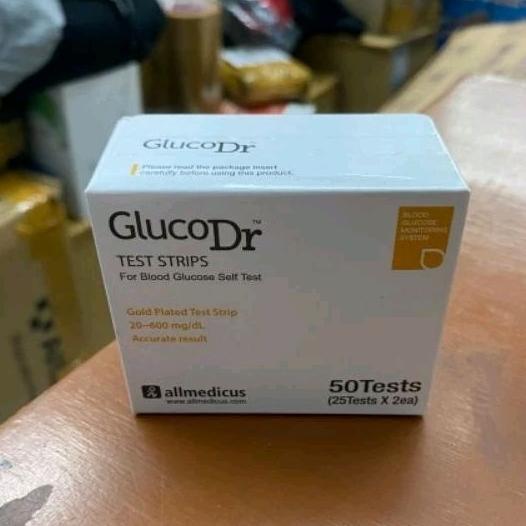 GlucoDr
Please read the package insert
carefully before using this product.
GlucoDr™
TEST STRIPS
For Blood Glucose Self Test
BLOOD
GLUCOSE
MONITORING
SYSTEM
Gold Plated Test Strip
20~600 mg/dL
Accurate result
allmedicus
www.allmedicus.com
50Tests
(25Tests X 2ea)